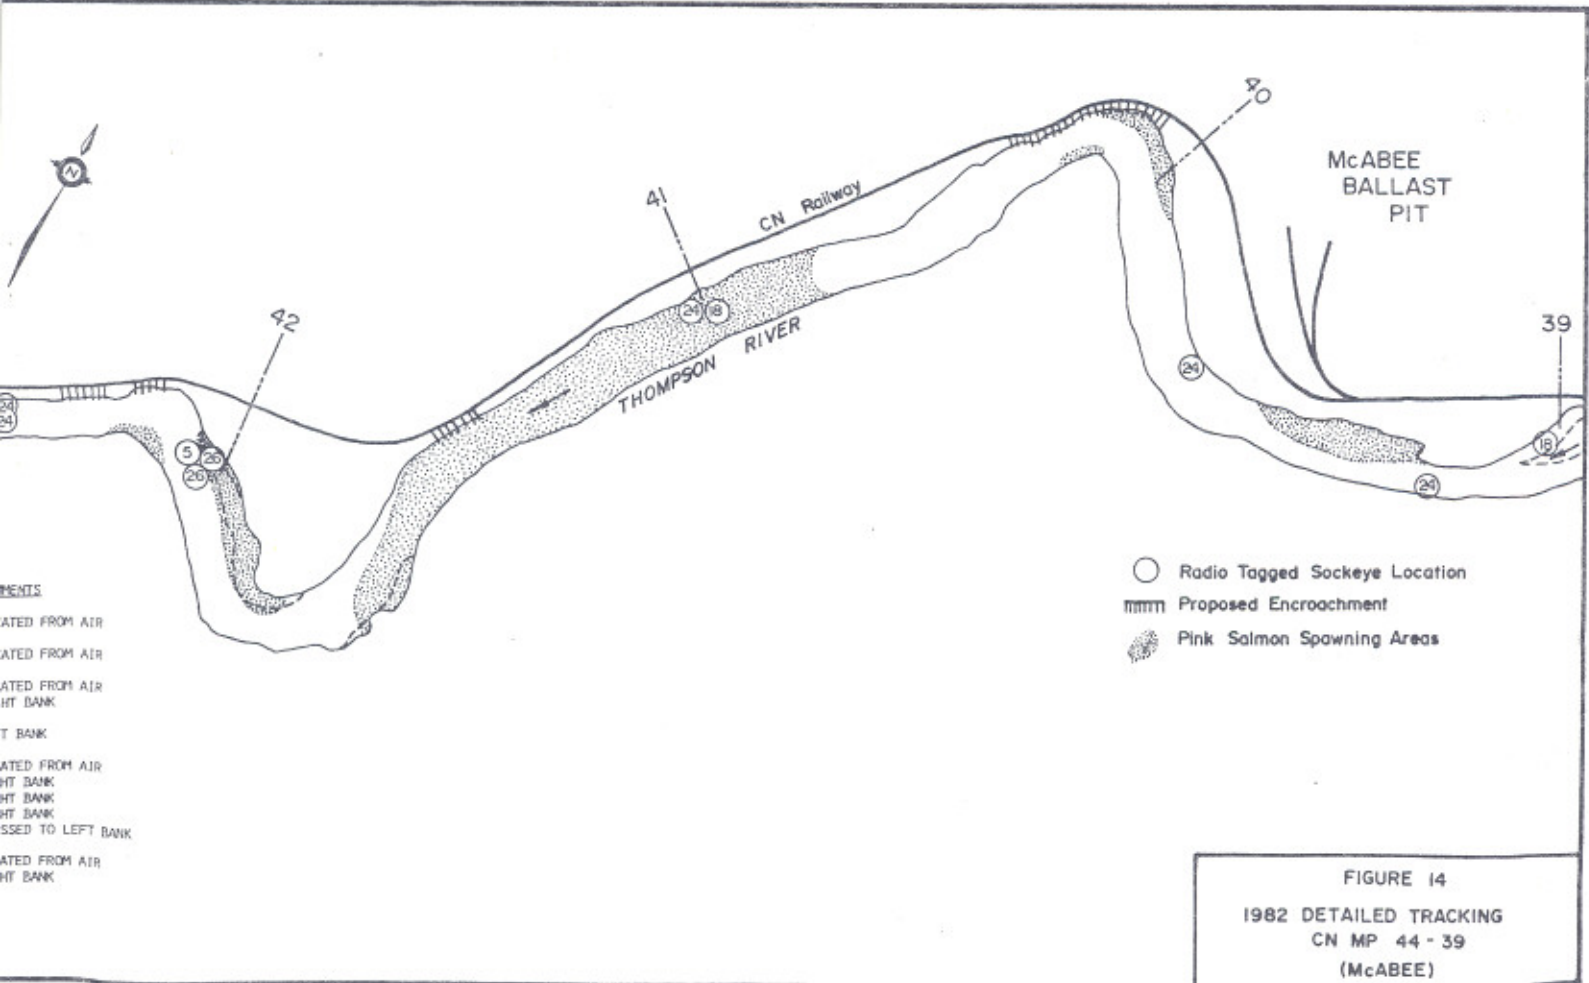 40
McABEE
BALLAST
PIT
41
CN Railway
N
42
39
24 18
THOMPSON RIVER
24
24
24
5
26
26
18
24
Radio Tagged Sockeye Location
Proposed Encroachment
Pink Salmon Spawning Areas
MENTS
ATED FROM AIR
ATED FROM AIR
ATED FROM AIR
HT BANK
T BANK
ATED FROM AIR
HT BANK
HT BANK
HT BANK
SSED TO LEFT BANK
ATED FROM AIR
HT BANK
FIGURE 14
1982 DETAILED TRACKING
CN MP 44-39
(McABEE)